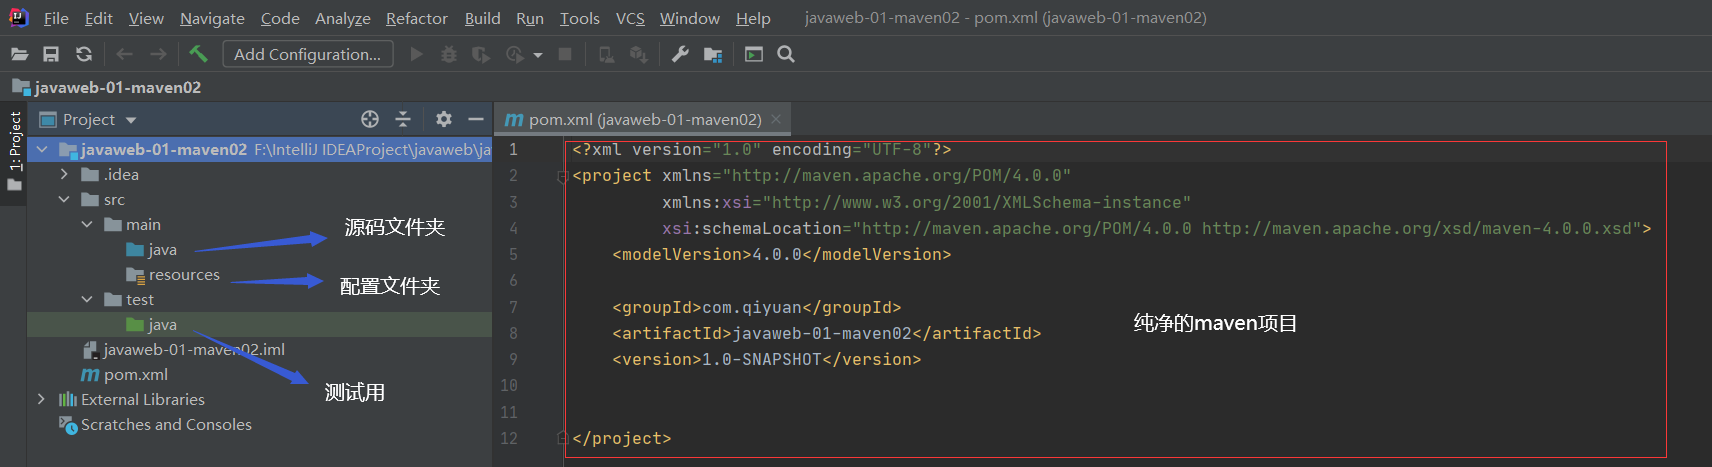 File Edit View Navigate Code Analyze Refactor Build Run Tools VCS Window Help javaweb-01-maven02 - pom.xml (javaweb-01-maven02)
Add Configuration...
javaweb-01-maven02
1: Project
Project
pom.xml (javaweb-01-maven02)
javaweb-01-maven02 F:\IntelliJ IDEAProject\javaweb\ja
.idea
src
main
java
resources
test
java
javaweb-01-maven02.iml
pom.xml
External Libraries
Scratches and Consoles
源码文件夹
配置文件夹
测试用
1 <?xml version="1.0" encoding="UTF-8"?>
2 <project xmlns="http://maven.apache.org/POM/4.0.0"
3 xmlns:xsi="http://www.w3.org/2001/XMLSchema-instance"
4 xsi:schemaLocation="http://maven.apache.org/POM/4.0.0 http://maven.apache.org/xsd/maven-4.0.0.xsd">
5 <modelVersion>4.0.0</modelVersion>
6
7 <groupId>com.qiyuan</groupId>
8 <artifactId>javaweb-01-maven02</artifactId>
9 <version>1.0-SNAPSHOT</version>
10
11
12 </project>
纯净的maven项目